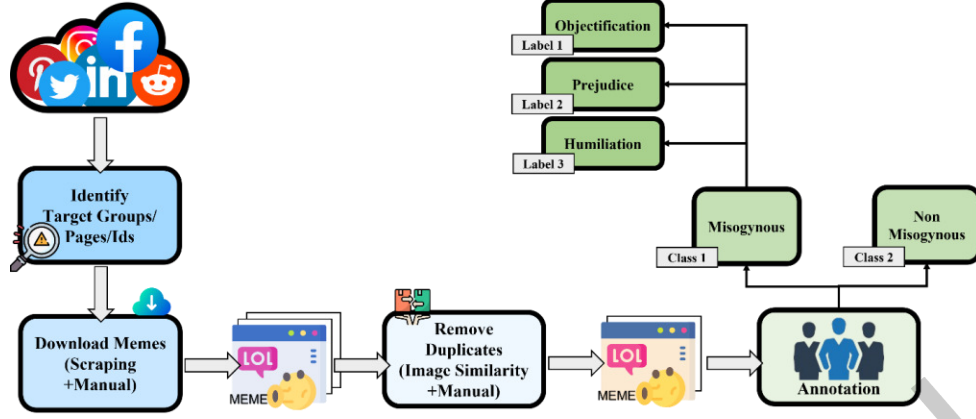 in
Identify
Target Groups/
Pages/Ids
Download Memes
(Scraping
+Manual)
LOL
MEME
Remove
Duplicates
(Image Similarity
+Manual)
LOL
MEME
Annotation
Misogynous
Class 1
Non
Misogynous
Class 2
Objectification
Label 1
Prejudice
Label 2
Humiliation
Label 3